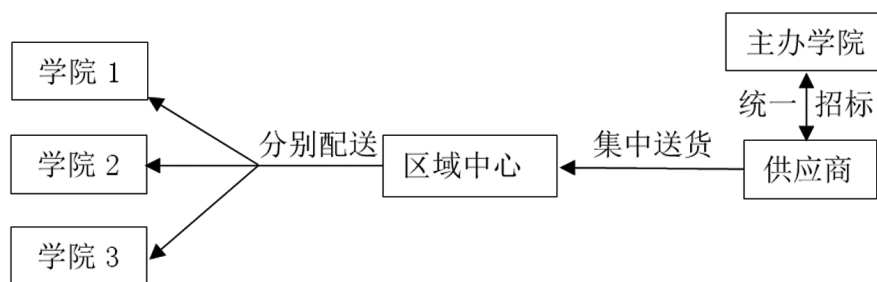 主办学院
学院 1
统一 招标
分别配送
集中送货
学院 2
区域中心
供应商
学院 3